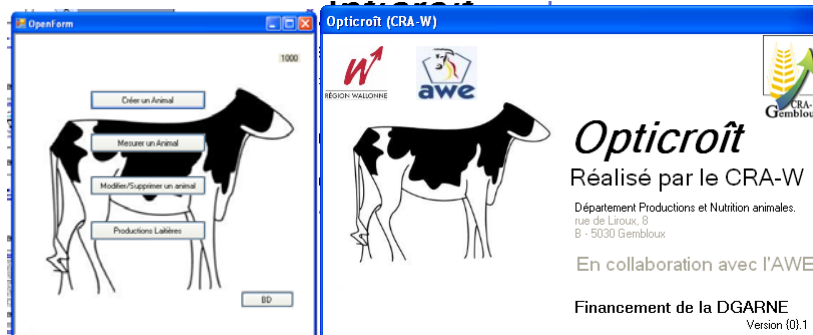 OpenForm
1000
Créer un Animal
Mesurer un Animal
Modifier/Supprimer un animal
Productions Laitières
BD
Opticroît (CRA-W)
RÉGION WALLONNE
awe
CRA-
Gemblou
Opticroît
Réalisé par le CRA-W
Département Productions et Nutrition animales.
rue de Liroux, 8
B - 5030 Gembloux
En collaboration avec l'AWE
Financement de la DGARNE
Version {0}.1